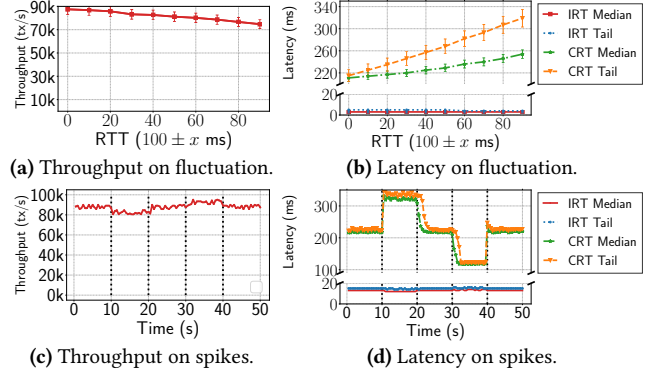 90k
70k
50k
30k
10k
Throughput (tx/s)
0 20 40 60 80
RTT (100 ± x ms)
(a) Throughput on fluctuation.
340
300
260
220
20
0
Latency (ms)
0 20 40 60 80
RTT (100 ± x ms)
IRT Median
IRT Tail
CRT Median
CRT Tail
(b) Latency on fluctuation.
100k
80k
60k
40k
20k
0k
Throughput (tx/s)
0 10 20 30 40 50
Time (s)
(c) Throughput on spikes.
300
200
100
20
0
Latency (ms)
0 10 20 30 40 50
Time (s)
IRT Median
IRT Tail
CRT Median
CRT Tail
(d) Latency on spikes.